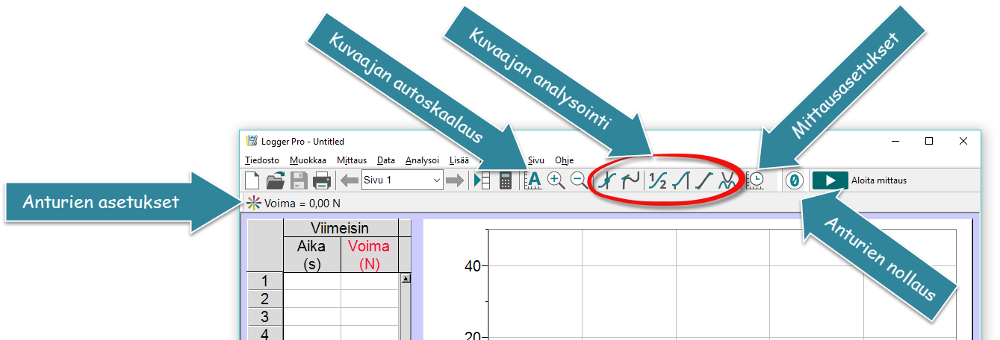 Kuvaajan autoskaalaus
Kuvaajan analysointi
Mittausasetukset
Logger Pro - Untitled
Tiedosto Muokkaa Mittaus Data Analysoi Lisää Sivu Ohje
Sivu 1
A
1/2
0
Aloita mittaus
Anturien asetukset
Voima = 0,00 N
Anturien nollaus
Viimeisin
Aika Voima
(s) (N)
1
2
3
4
40
20